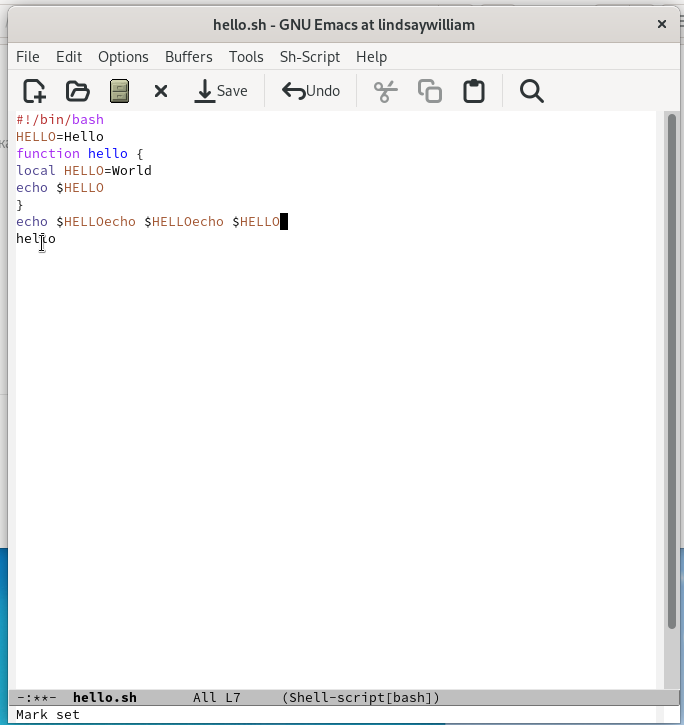 hello.sh - GNU Emacs at lindsaywilliam
File Edit Options Buffers Tools Sh-Script Help
Save Undo
#!/bin/bash
HELLO=Hello
function hello {
local HELLO=World
echo $HELLO
}
echo $HELLOecho $HELLOecho $HELLO
hello
-:**- hello.sh All L7 (Shell-script[bash])
Mark set